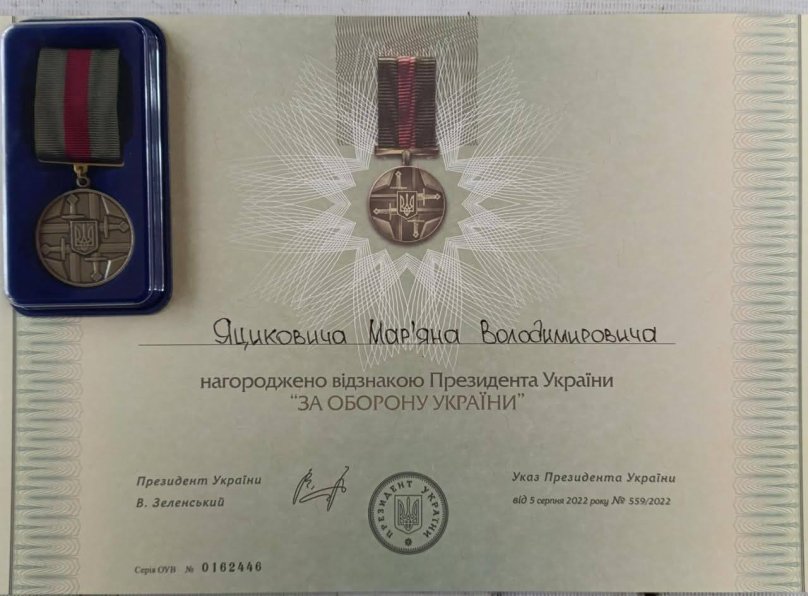 Яциковича Мар'яна Володимировича
нагороджено відзнакою Президента України
"ЗА ОБОРОНУ УКРАЇНИ"
Президент України
В. Зеленський
ПРЕЗИДЕНТ УКРАЇНИ
Указ Президента України
від 5 серпня 2022 року № 559/2022
Серія ОУВ № 0162446